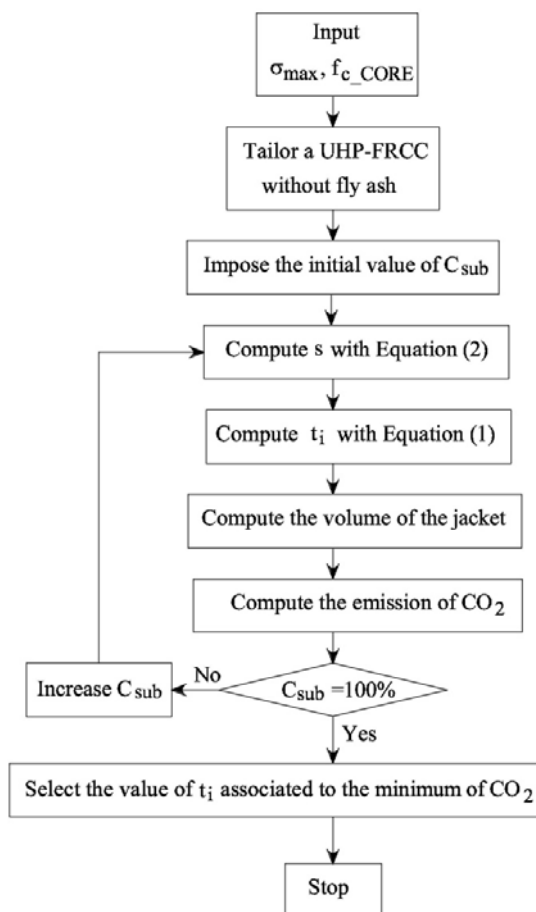 Input
σmax, fc_CORE
Tailor a UHP-FRCC
without fly ash
Impose the initial value of Csub
Compute s with Equation (2)
Compute ti with Equation (1)
Compute the volume of the jacket
Compute the emission of CO2
No
Increase Csub
Csub =100%
Yes
Select the value of ti associated to the minimum of CO2
Stop